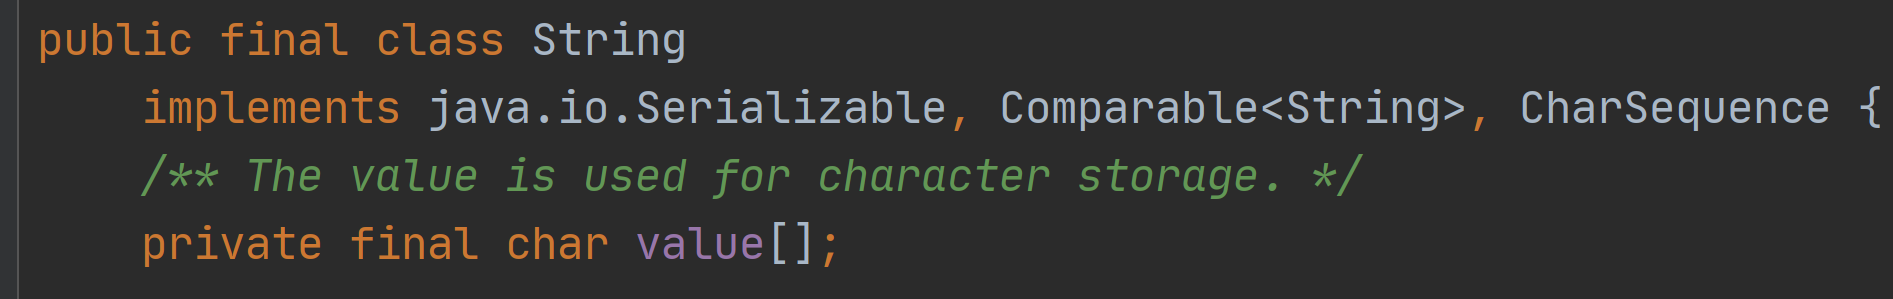 public final class String
implements java.io.Serializable, Comparable<String>, CharSequence {
/** The value is used for character storage. */
private final char value[];